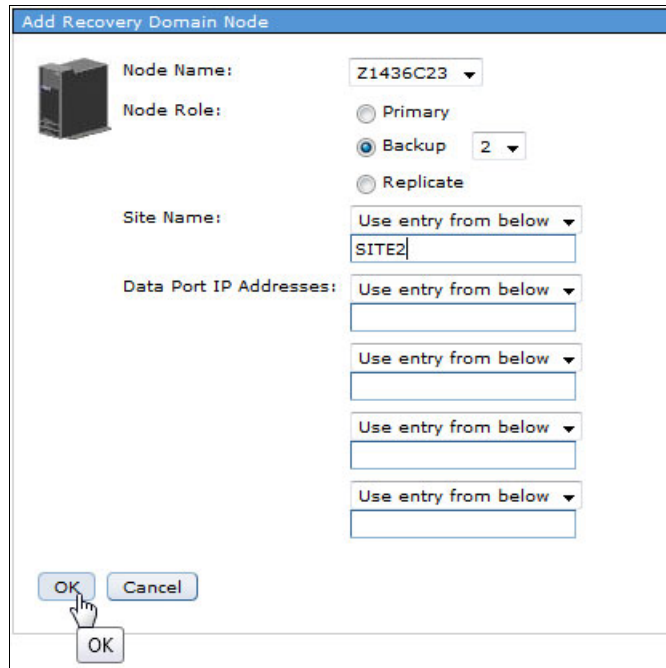 Add Recovery Domain Node
Node Name: Z1436C23
Node Role: Primary
Backup 2
Replicate
Site Name: Use entry from below
SITE2
Data Port IP Addresses: Use entry from below
Use entry from below
Use entry from below
Use entry from below
OK Cancel
OK